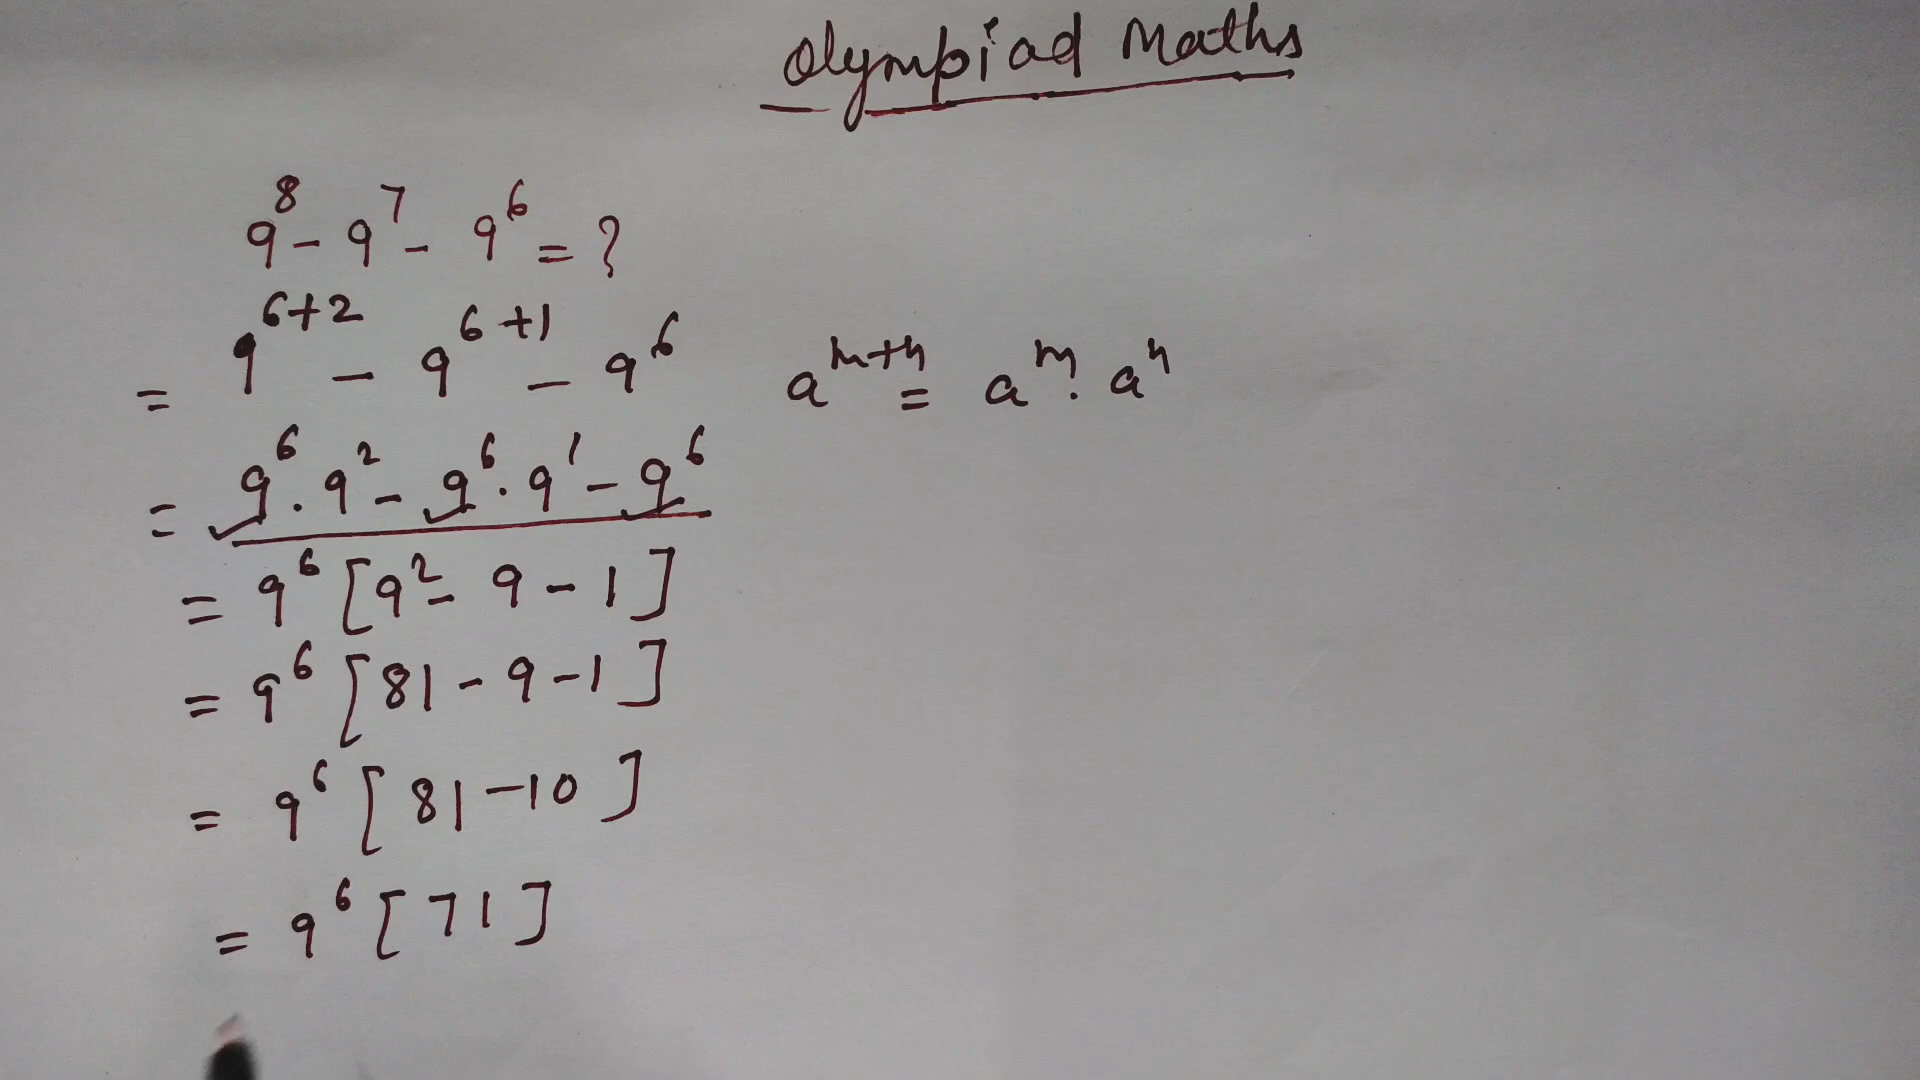 Olympiad Maths
9⁸ - 9⁷ - 9⁶ = ?
= 9⁶⁺² - 9⁶⁺¹ - 9⁶ aᵐ⁺ⁿ = aᵐ . aⁿ
= 9⁶ . 9² - 9⁶ . 9¹ - 9⁶
= 9⁶ [9² - 9 - 1]
= 9⁶ [81 - 9 - 1]
= 9⁶ [81 - 10]
= 9⁶ [71]